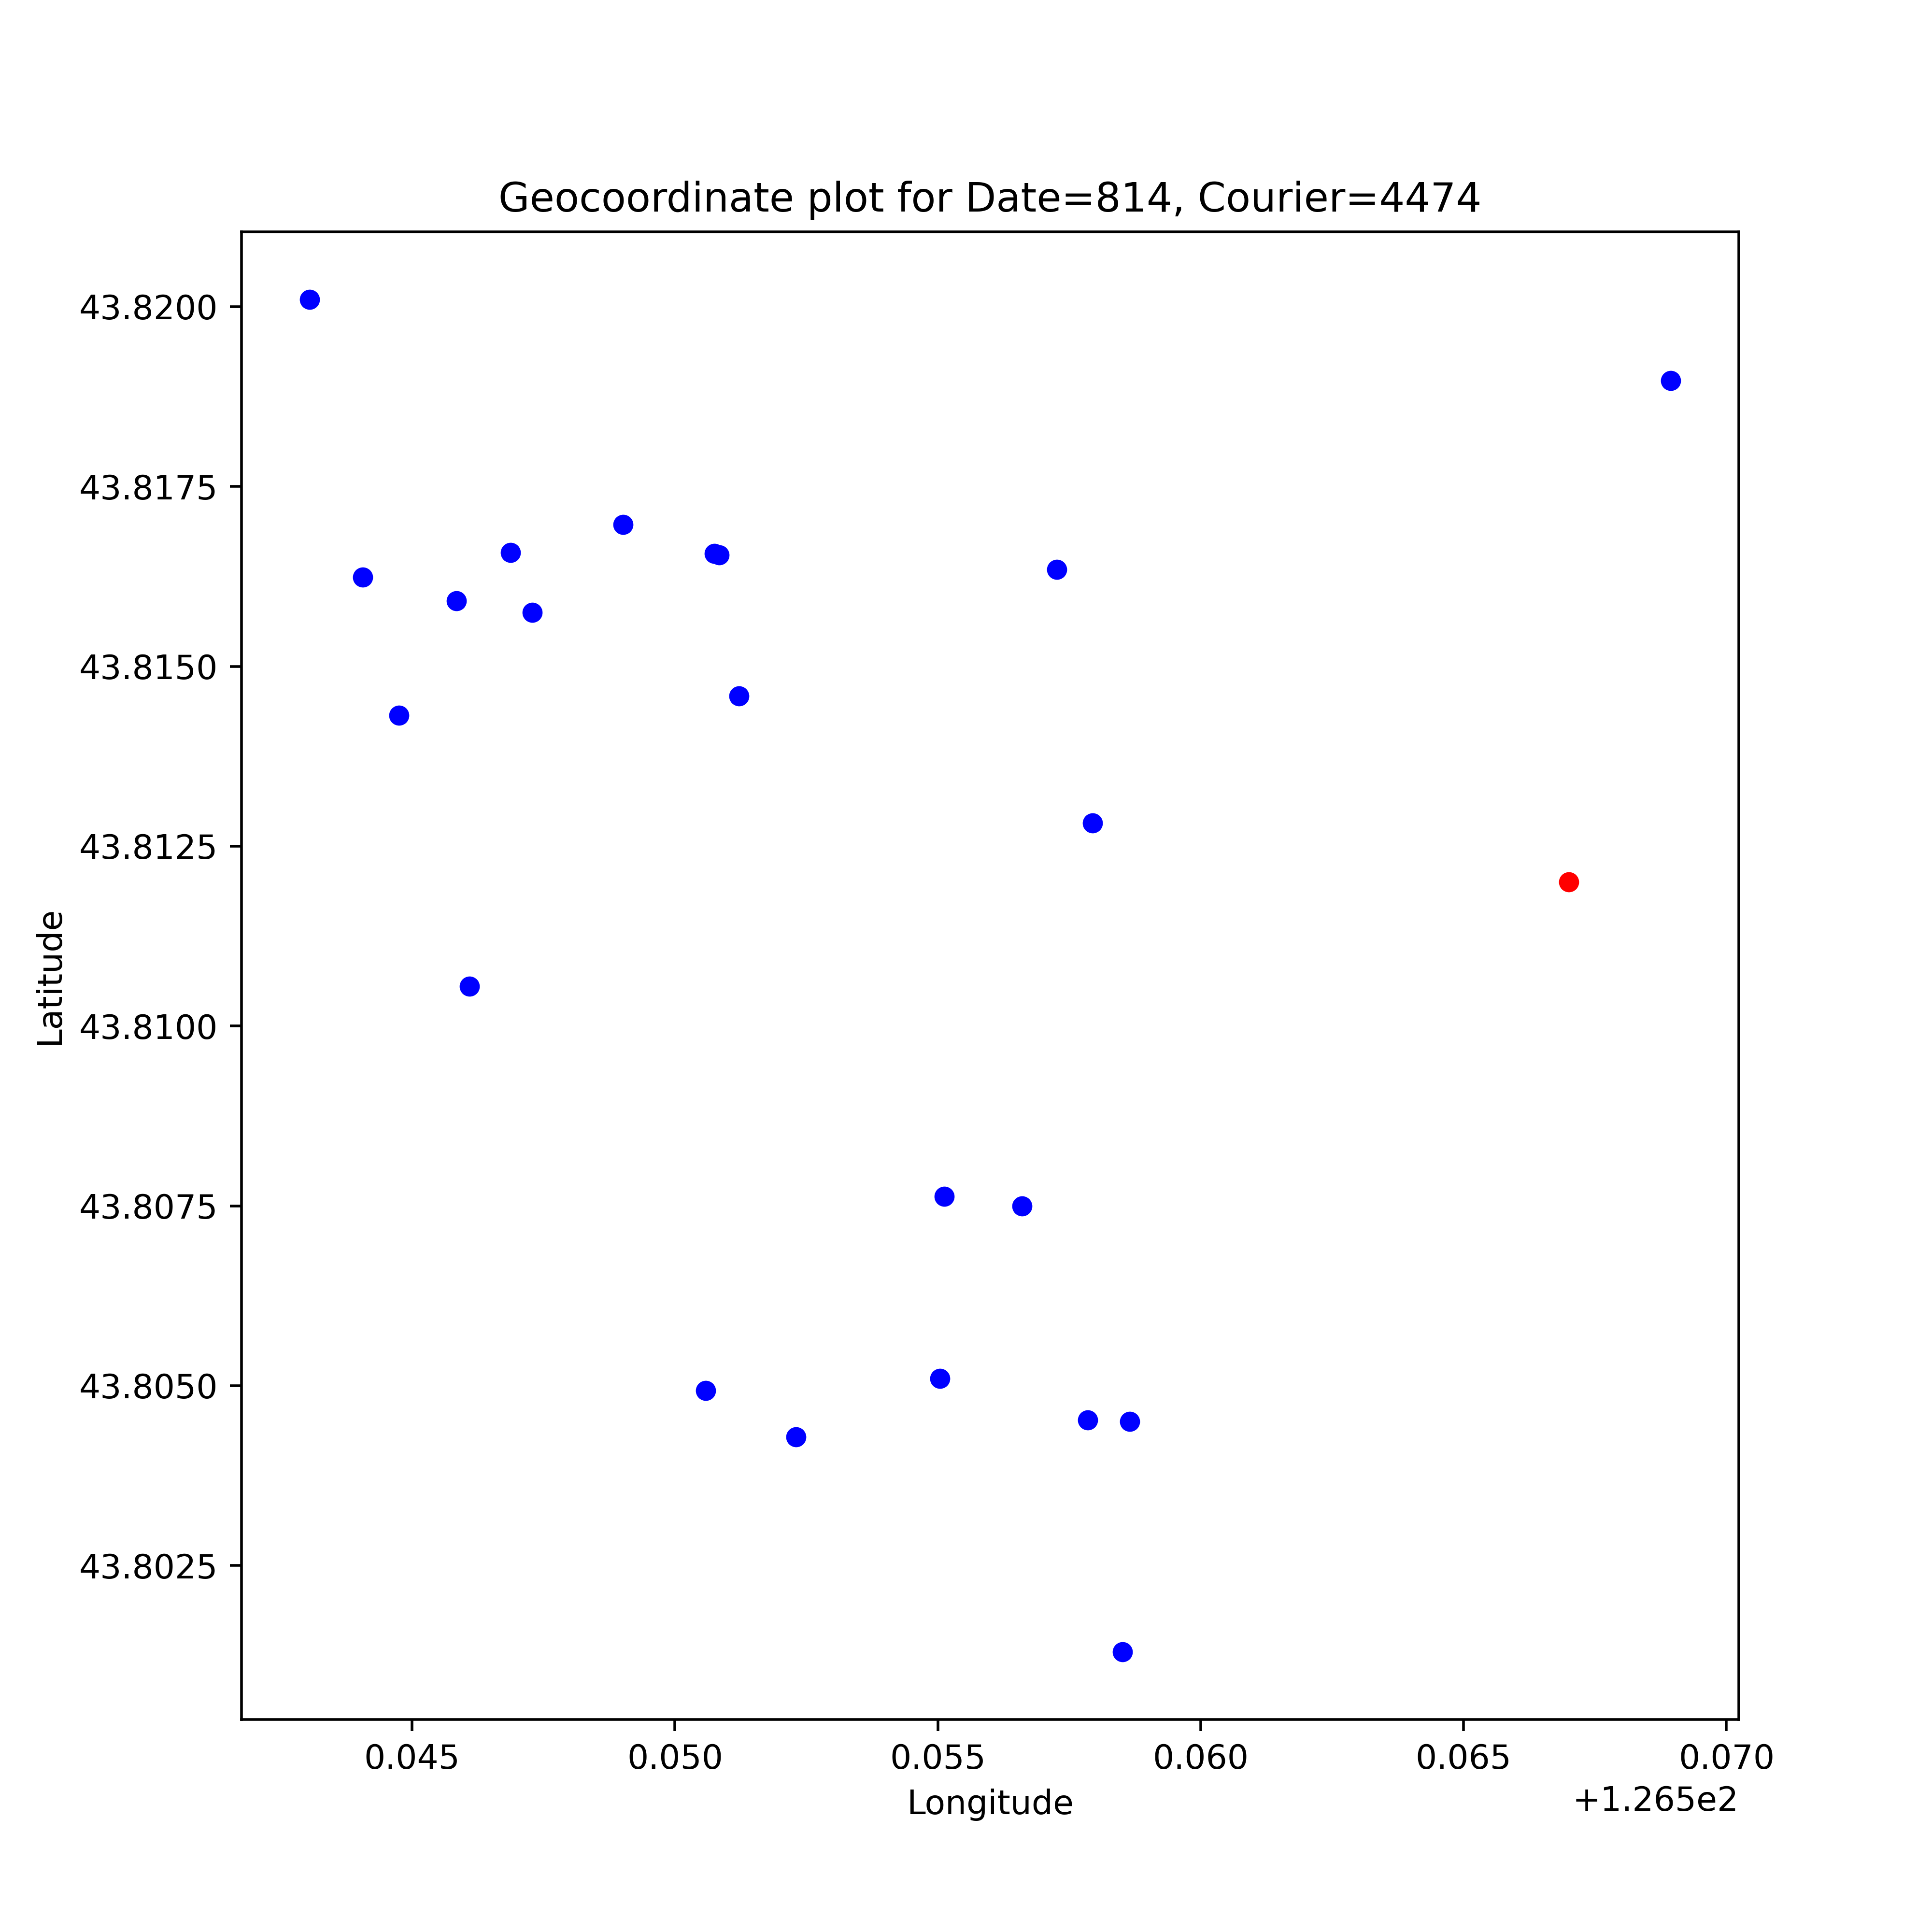 Geocoordinate plot for Date=814, Courier=4474
43.8200
43.8175
43.8150
43.8125
43.8100
43.8075
43.8050
43.8025
Latitude
0.045 0.050 0.055 0.060 0.065 0.070
Longitude
+1.265e2